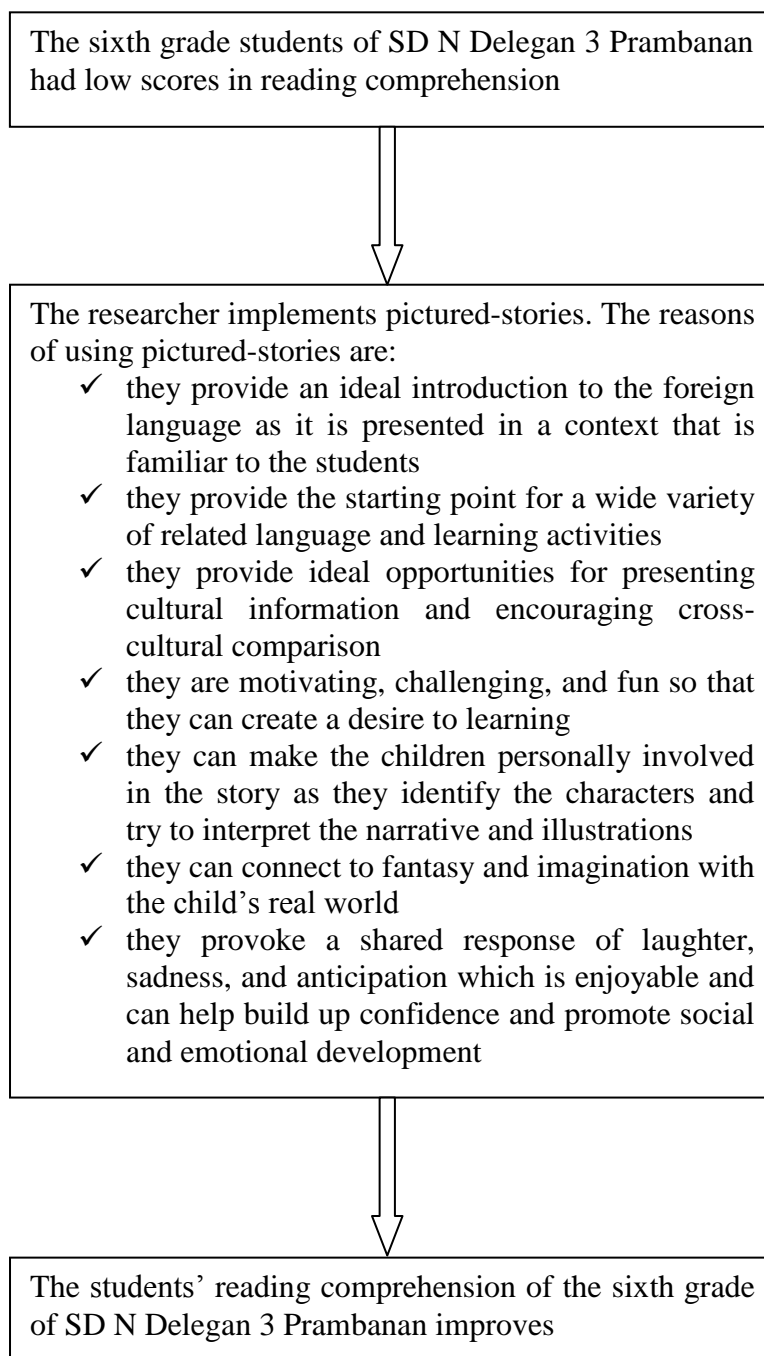 The sixth grade students of SD N Delegan 3 Prambanan
had low scores in reading comprehension
The researcher implements pictured-stories. The reasons
of using pictured-stories are:
✓ they provide an ideal introduction to the foreign
language as it is presented in a context that is
familiar to the students
✓ they provide the starting point for a wide variety
of related language and learning activities
✓ they provide ideal opportunities for presenting
cultural information and encouraging cross-
cultural comparison
✓ they are motivating, challenging, and fun so that
they can create a desire to learning
✓ they can make the children personally involved
in the story as they identify the characters and
try to interpret the narrative and illustrations
✓ they can connect to fantasy and imagination with
the child’s real world
✓ they provoke a shared response of laughter,
sadness, and anticipation which is enjoyable and
can help build up confidence and promote social
and emotional development
The students’ reading comprehension of the sixth grade
of SD N Delegan 3 Prambanan improves